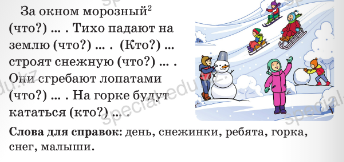 За окном морозный²
(что?) ... . Тихо падают на
землю (что?) ... . (Кто?) ...
строят снежную (что?) ... .
Они сгребают лопатами
(что?) ... . На горке будут
кататься (кто?) ... .
Слова для справок: день, снежинки, ребята, горка,
снег, малыши.